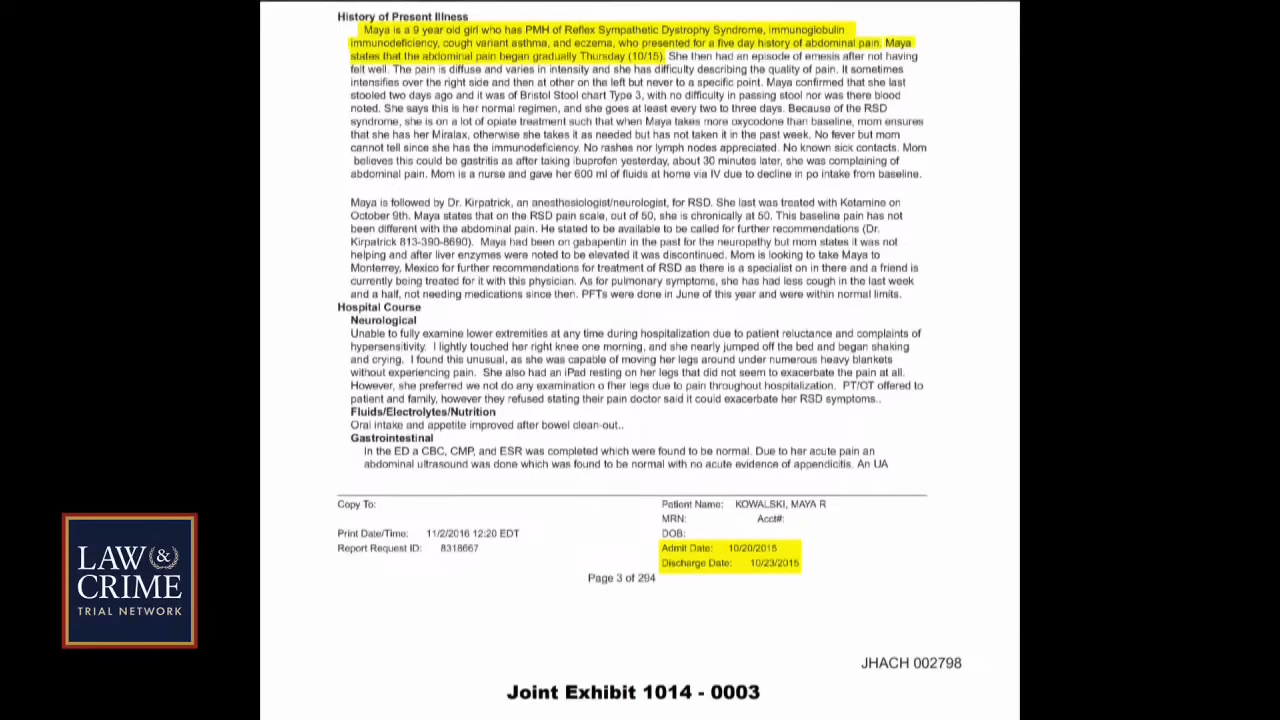 History of Present Illness
Maya is a 9 year old girl who has PMH of Reflex Sympathetic Dystrophy Syndrome, immunoglobulin
immunodeficiency, cough variant asthma, and eczema, who presented for a five day history of abdominal pain. Maya
states that the abdominal pain began gradually Thursday (10/15). She then had an episode of emesis after not having
felt well. The pain is diffuse and varies in intensity and she has difficulty describing the quality of pain. It sometimes
intensifies over the right side and then at other on the left but never to a specific point. Maya confirmed that she last
stooled two days ago and it was of Bristol Stool chart Type 3, with no difficulty in passing stool nor was there blood
noted. She says this is her normal regimen, and she goes at least every two to three days. Because of the RSD
syndrome, she is on a lot of opiate treatment such that when Maya takes more oxycodone than baseline, mom ensures
that she has her Miralax, otherwise she takes it as needed but has not taken it in the past week. No fever but mom
cannot tell since she has the immunodeficiency. No rashes nor lymph nodes appreciated. No known sick contacts. Mom
believes this could be gastritis as after taking ibuprofen yesterday, about 30 minutes later, she was complaining of
abdominal pain. Mom is a nurse and gave her 600 ml of fluids at home via IV due to decline in po intake from baseline.
Maya is followed by Dr. Kirpatrick, an anesthesiologist/neurologist, for RSD. She last was treated with Ketamine on
October 9th. Maya states that on the RSD pain scale, out of 50, she is chronically at 50. This baseline pain has not
been different with the abdominal pain. He stated to be available to be called for further recommendations (Dr.
Kirpatrick 813-390-8690). Maya had been on gabapentin in the past for the neuropathy but mom states it was not
helping and after liver enzymes were noted to be elevated it was discontinued. Mom is looking to take Maya to
Monterrey, Mexico for further recommendations for treatment of RSD as there is a specialist on in there and a friend is
currently being treated for it with this physician. As for pulmonary symptoms, she has had less cough in the last week
and a half, not needing medications since then. PFTs were done in June of this year and were within normal limits.
Hospital Course
Neurological
Unable to fully examine lower extremities at any time during hospitalization due to patient reluctance and complaints of
hypersensitivity. I lightly touched her right knee one morning, and she nearly jumped off the bed and began shaking
and crying. I found this unusual, as she was capable of moving her legs around under numerous heavy blankets
without experiencing pain. She also had an iPad resting on her legs that did not seem to exacerbate the pain at all.
However, she preferred we not do any examination o fher legs due to pain throughout hospitalization. PT/OT offered to
patient and family, however they refused stating their pain doctor said it could exacerbate her RSD symptoms..
Fluids/Electrolytes/Nutrition
Oral intake and appetite improved after bowel clean-out..
Gastrointestinal
In the ED a CBC, CMP, and ESR was completed which were found to be normal. Due to her acute pain an
abdominal ultrasound was done which was found to be normal with no acute evidence of appendicitis. An UA
Copy To:
Patient Name: KOWALSKI, MAYA R
MRN: Acct#:
Print Date/Time: 11/2/2016 12:20 EDT
DOB:
Report Request ID: 8318667
Admit Date: 10/20/2015
Discharge Date: 10/23/2015
Page 3 of 294
LAW &
CRIME
TRIAL NETWORK
JHACH 002798
Joint Exhibit 1014 - 0003